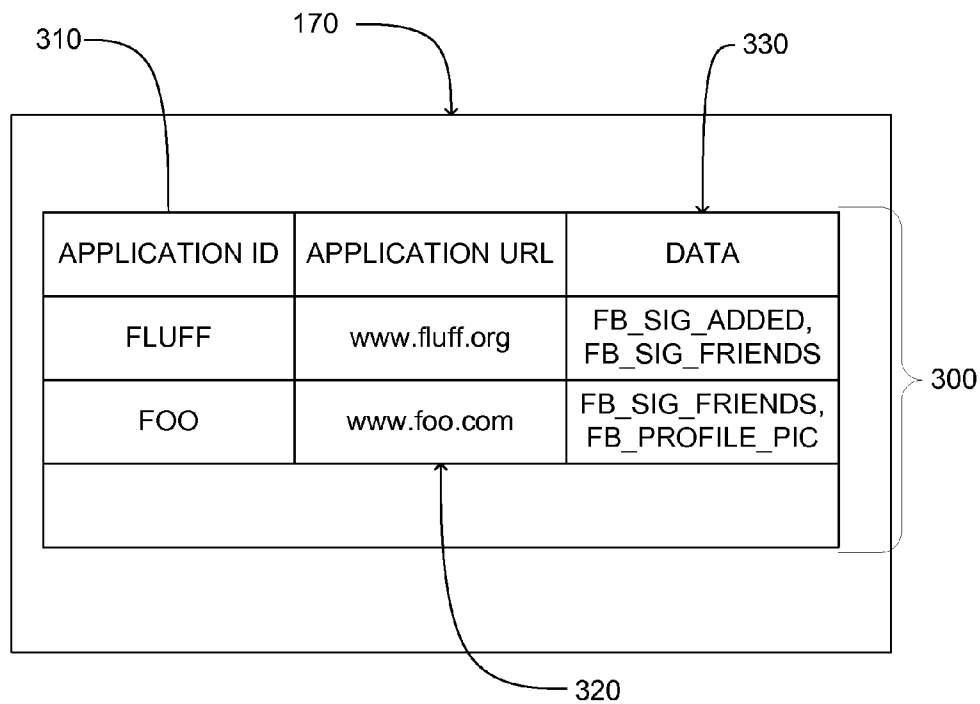 170
310
330
APPLICATION ID APPLICATION URL DATA
FLUFF www.fluff.org FB_SIG_ADDED,
FB_SIG_FRIENDS
FOO www.foo.com FB_SIG_FRIENDS,
FB_PROFILE_PIC
300
320